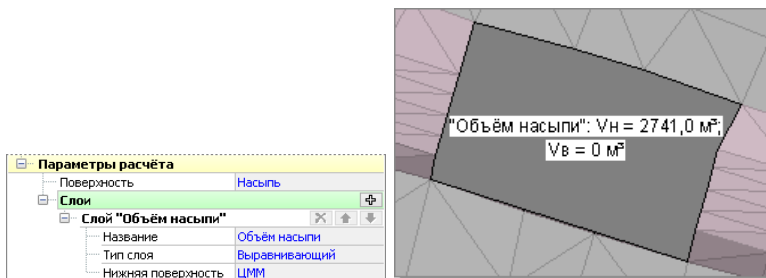 Параметры расчёта
Поверхность Насыпь
Слои
Слой "Объём насыпи"
Название Объём насыпи
Тип слоя Выравнивающий
Нижняя поверхность ЦММ
"Объём насыпи": Vн = 2741,0 м³;
Vв = 0 м³